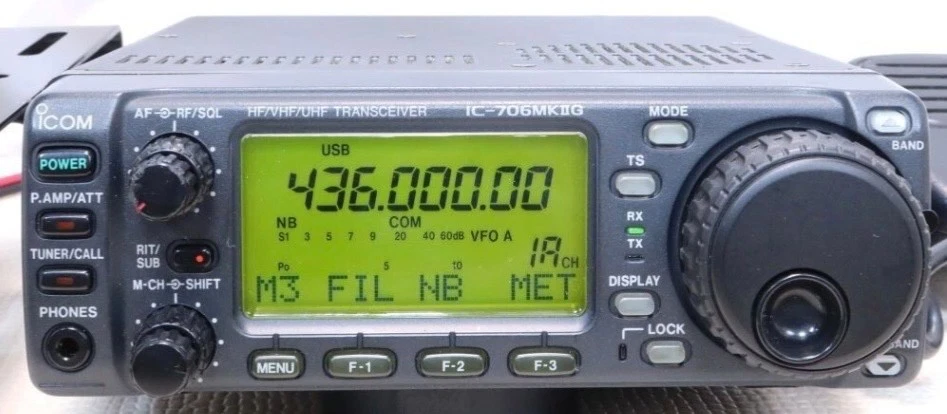 AF RF/SQL HF/VHF/UHF TRANSCEIVER IC-706MKIIG
ICOM
MODE
BAND
POWER
USB
TS
436.000.00
P.AMP/ATT
NB COM
S1 3 5 7 9 20 40 60dB VFO A
RX
TX
TUNER/CALL
RIT/
SUB
1A CH
Po 5 10
M3 FIL NB MET
DISPLAY
M-CH SHIFT
PHONES
LOCK
BAND
MENU F-1 F-2 F-3